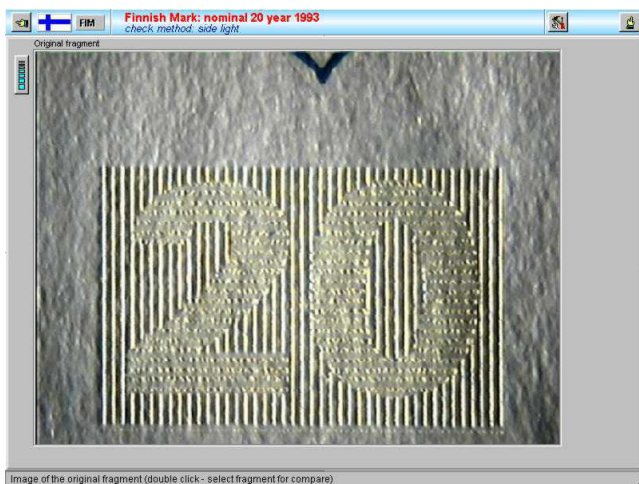 FIM
Finnish Mark: nominal 20 year 1993
check method: side light
Original fragment
20
Image of the original fragment (double click - select fragment for compare)